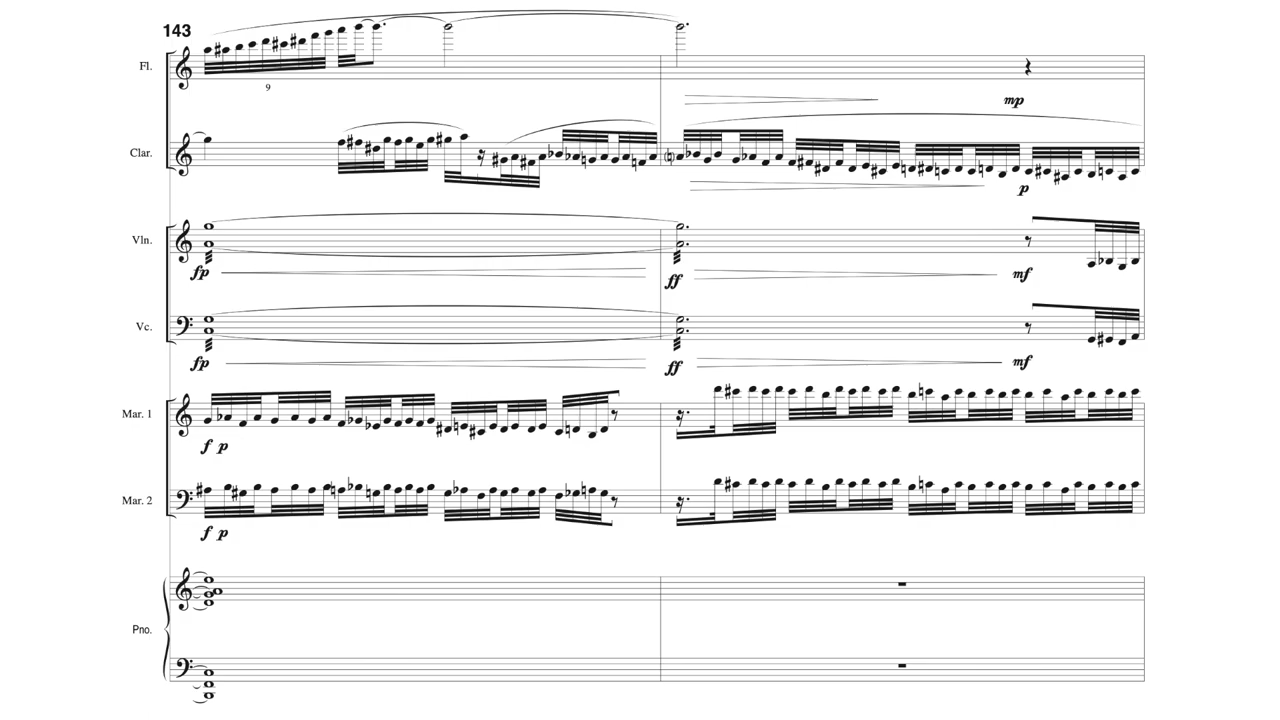 143
Fl.
9
mp
Clar.
p
Vln.
fp
ff
mf
Vc.
fp
ff
mf
Mar. 1
f p
Mar. 2
f p
Pno.